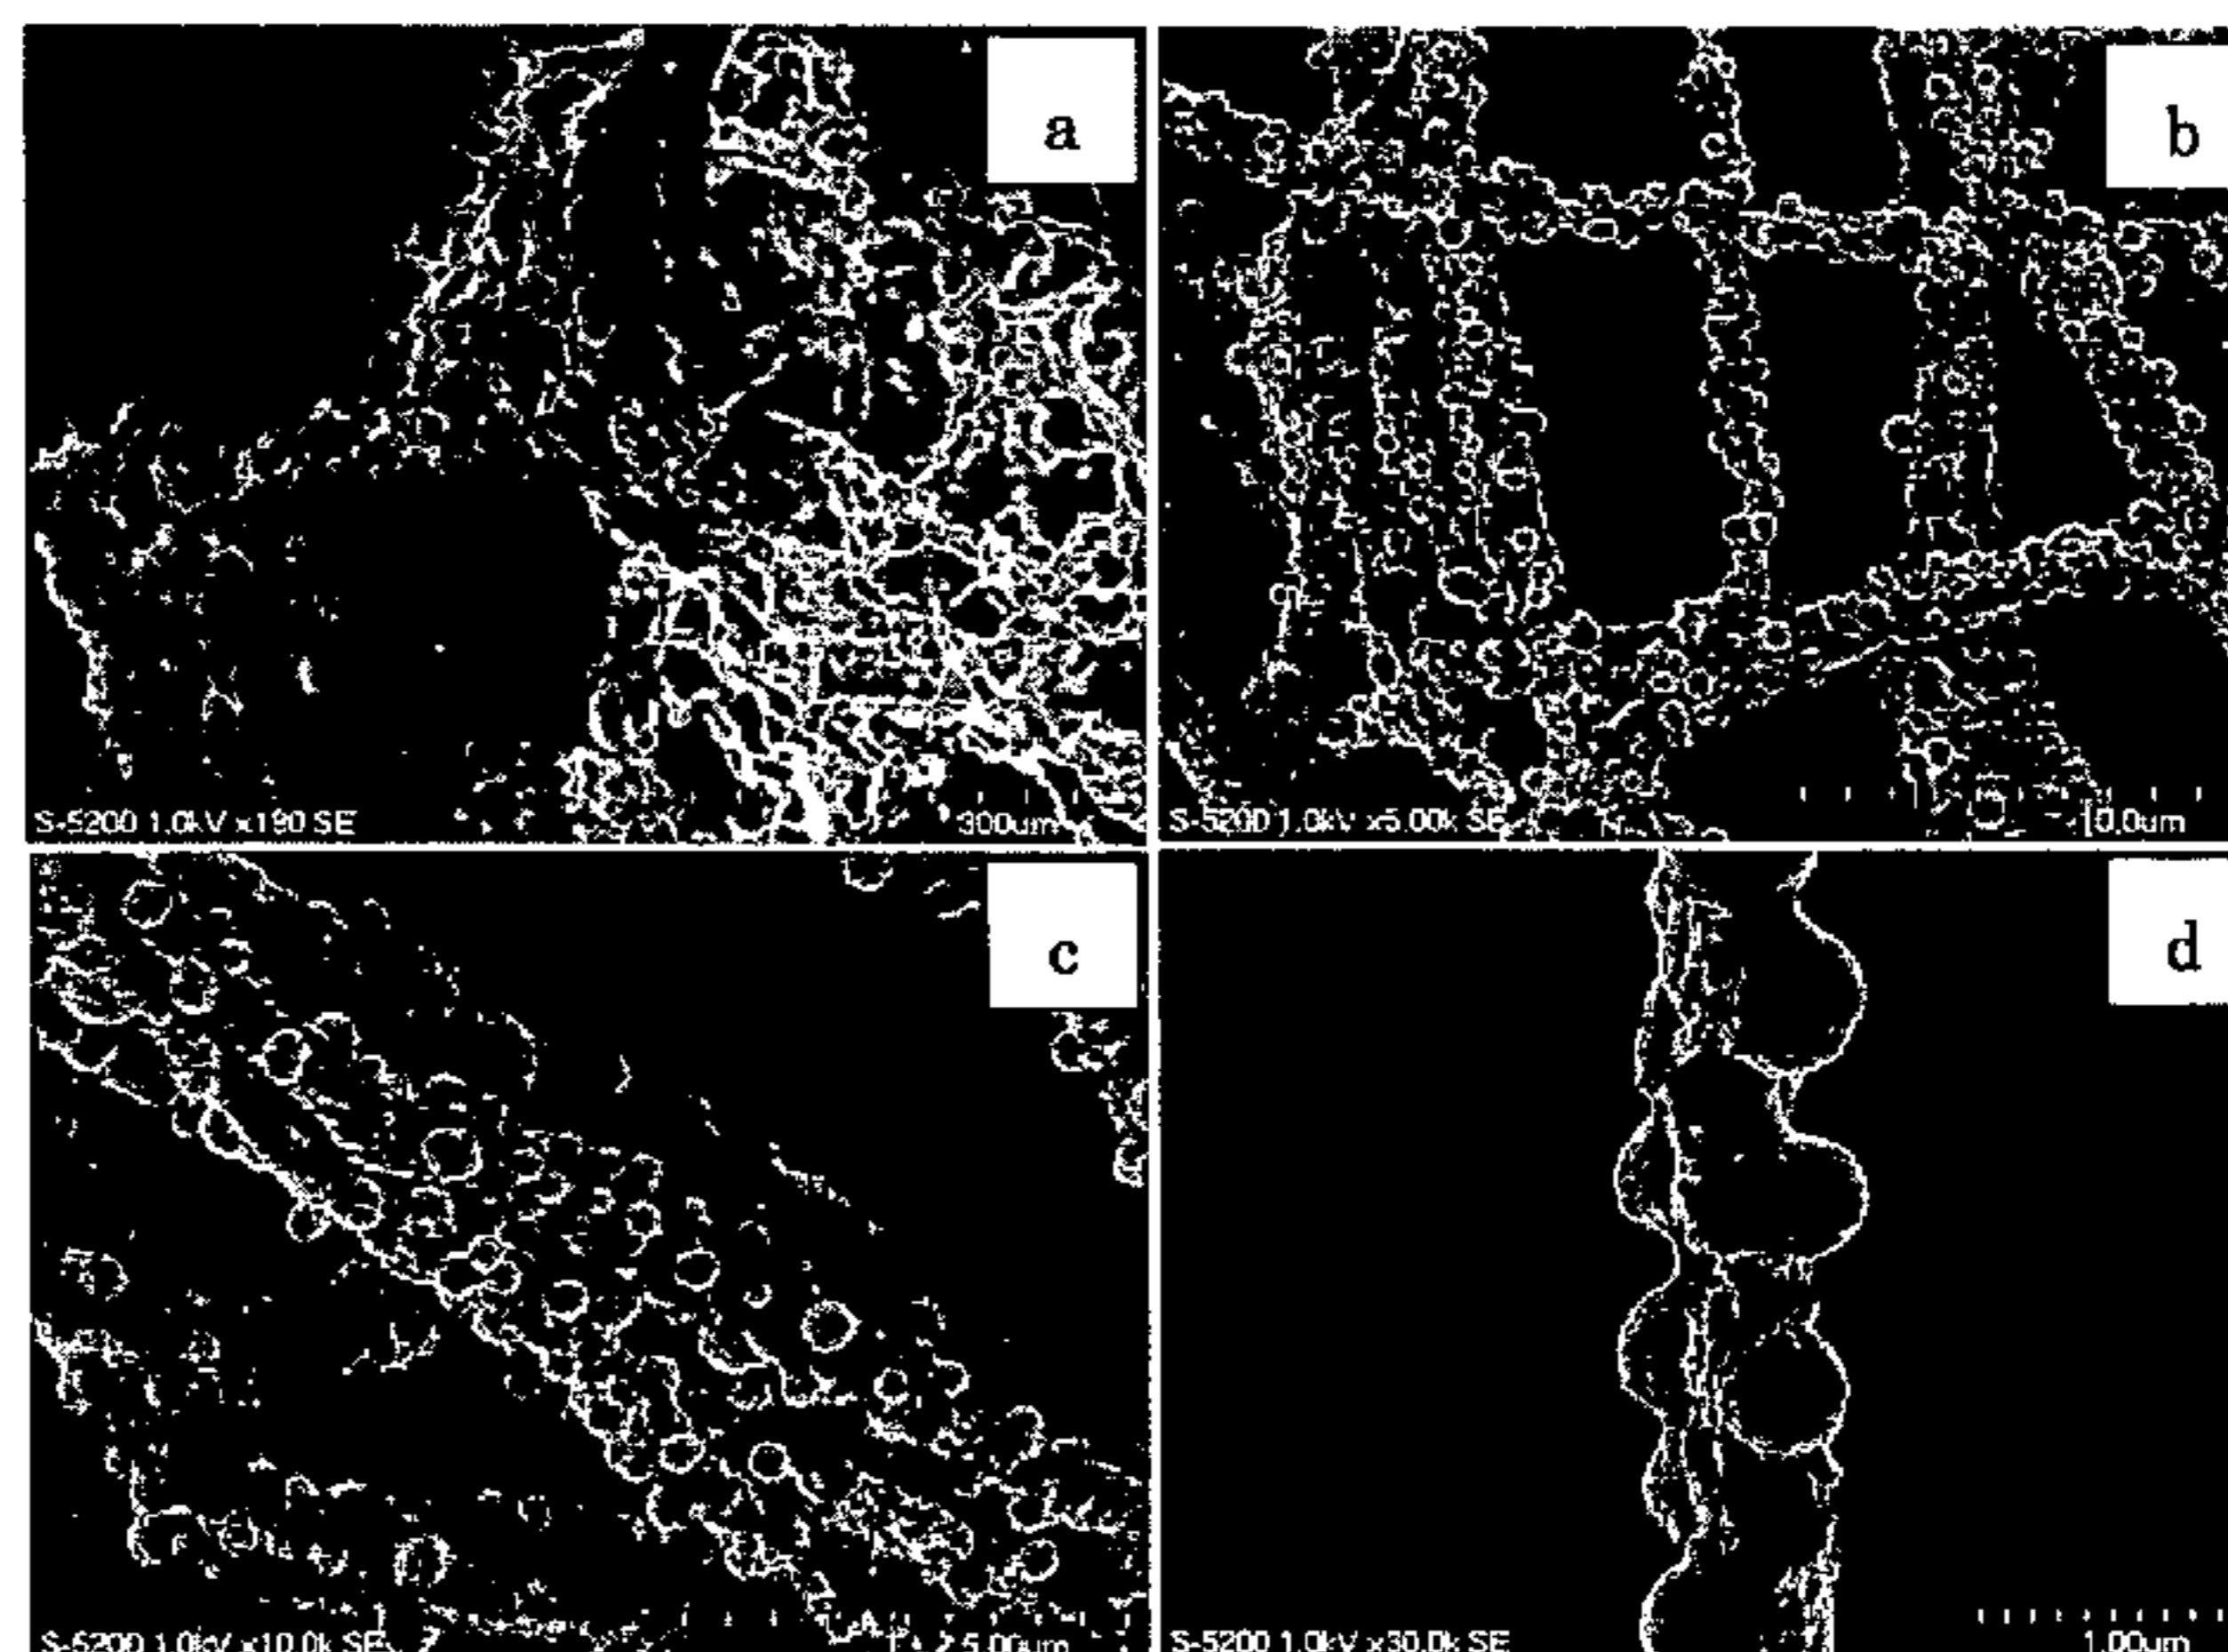 a
b
S-5200 1.0kV x190 SE
300um
S-5200 1.0kV x5.00k SE
10.0um
c
d
S-5200 1.0kV x10.0k SE
5.00um
S-5200 1.0kV x30.0k SE
1.00um